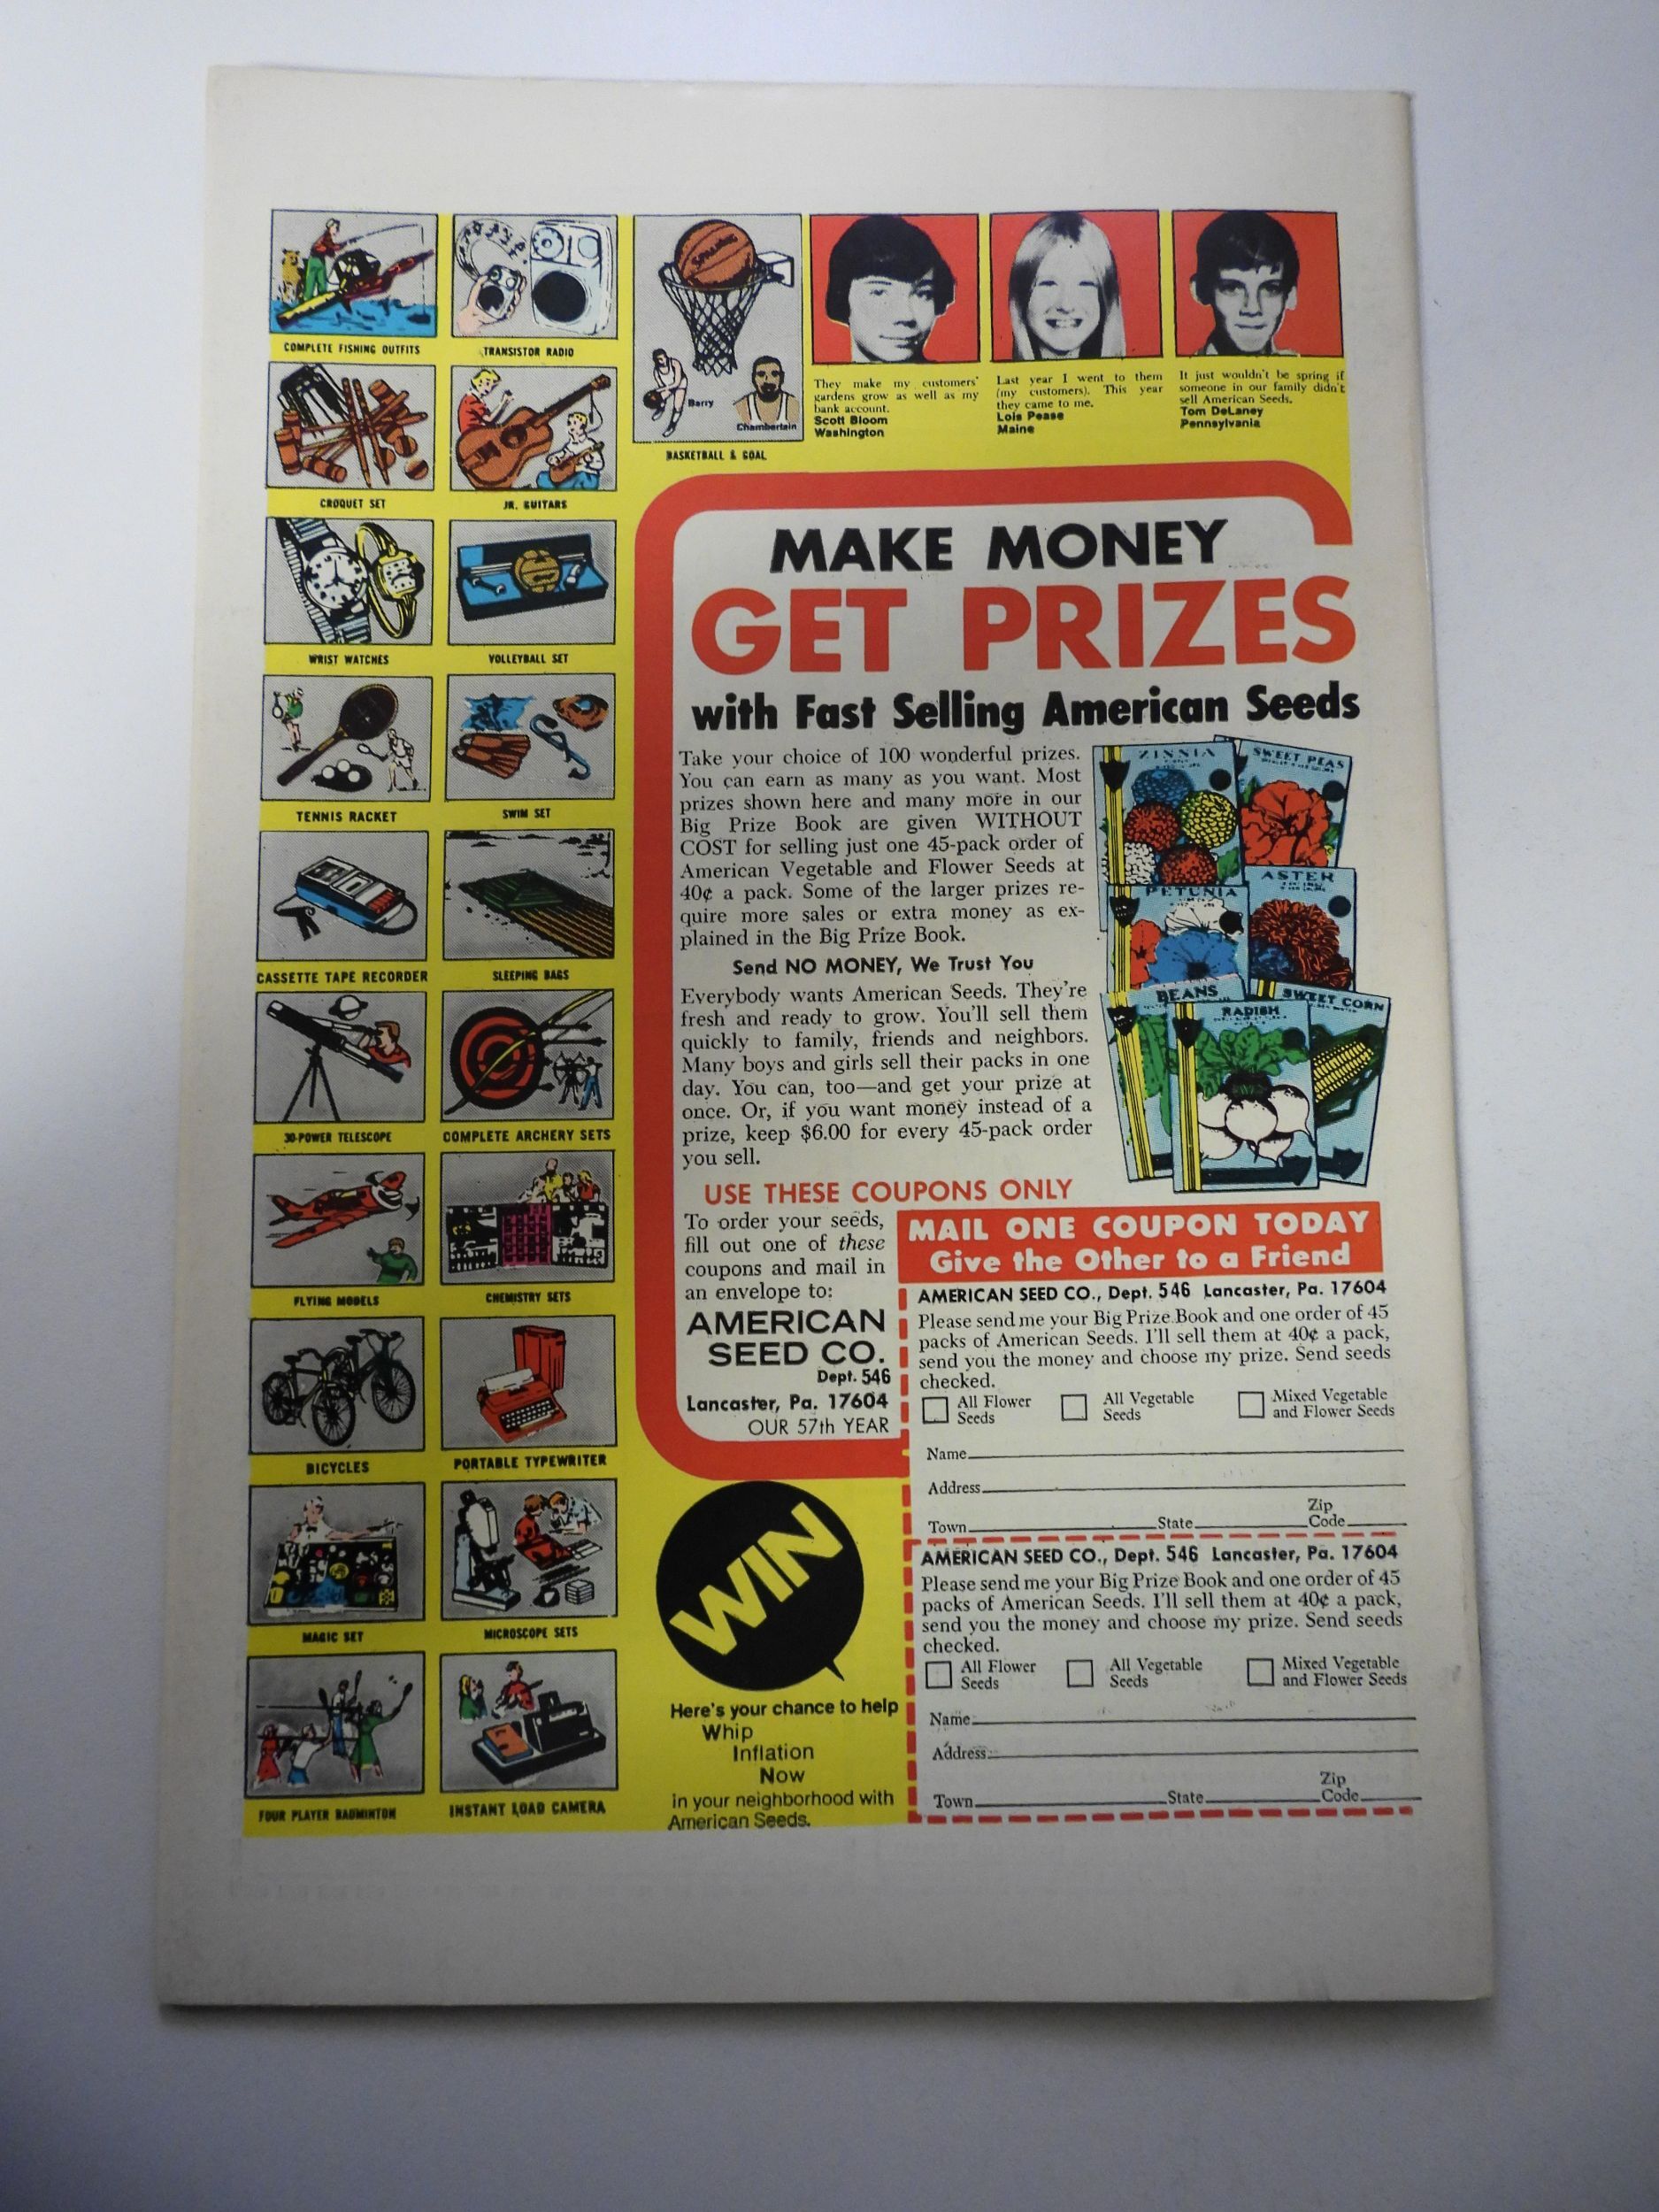 COMPLETE FISHING OUTFITS
TRANSISTOR RADIO
SPALDING
Barry
Chamberlain
BASKETBALL & GOAL
They make my customers'
gardens grow as well as my
bank account.
Scott Bloom
Washington
Last year I went to them
(my customers). This year
they came to me.
Lois Pease
Maine
It just wouldn't be spring if
someone in our family didn't
sell American Seeds.
Tom DeLaney
Pennsylvania
CROQUET SET
JR. GUITARS
WRIST WATCHES
VOLLEYBALL SET
TENNIS RACKET
SWIM SET
CASSETTE TAPE RECORDER
SLEEPING BAGS
30-POWER TELESCOPE
COMPLETE ARCHERY SETS
FLYING MODELS
CHEMISTRY SETS
BICYCLES
PORTABLE TYPEWRITER
MAGIC SET
MICROSCOPE SETS
FOUR PLAYER BADMINTON
INSTANT LOAD CAMERA
MAKE MONEY
GET PRIZES
with Fast Selling American Seeds
Take your choice of 100 wonderful prizes.
You can earn as many as you want. Most
prizes shown here and many more in our
Big Prize Book are given WITHOUT
COST for selling just one 45-pack order of
American Vegetable and Flower Seeds at
40¢ a pack. Some of the larger prizes re-
quire more sales or extra money as ex-
plained in the Big Prize Book.
Send NO MONEY, We Trust You
Everybody wants American Seeds. They're
fresh and ready to grow. You'll sell them
quickly to family, friends and neighbors.
Many boys and girls sell their packs in one
day. You can, too—and get your prize at
once. Or, if you want money instead of a
prize, keep $6.00 for every 45-pack order
you sell.
ZINNIA
SWEET PEAS
PETUNIA
ASTER
BEANS
RADISH
SWEET CORN
USE THESE COUPONS ONLY
To order your seeds,
fill out one of these
coupons and mail in
an envelope to:
AMERICAN
SEED CO.
Dept. 546
Lancaster, Pa. 17604
OUR 57th YEAR
MAIL ONE COUPON TODAY
Give the Other to a Friend
AMERICAN SEED CO., Dept. 546 Lancaster, Pa. 17604
Please send me your Big Prize Book and one order of 45
packs of American Seeds. I'll sell them at 40¢ a pack,
send you the money and choose my prize. Send seeds
checked.
All Flower Seeds
All Vegetable Seeds
Mixed Vegetable and Flower Seeds
Name
Address
Town State Zip Code
AMERICAN SEED CO., Dept. 546 Lancaster, Pa. 17604
Please send me your Big Prize Book and one order of 45
packs of American Seeds. I'll sell them at 40¢ a pack,
send you the money and choose my prize. Send seeds
checked.
All Flower Seeds
All Vegetable Seeds
Mixed Vegetable and Flower Seeds
Name
Address
Town State Zip Code
WIN
Here's your chance to help
Whip
Inflation
Now
in your neighborhood with
American Seeds.